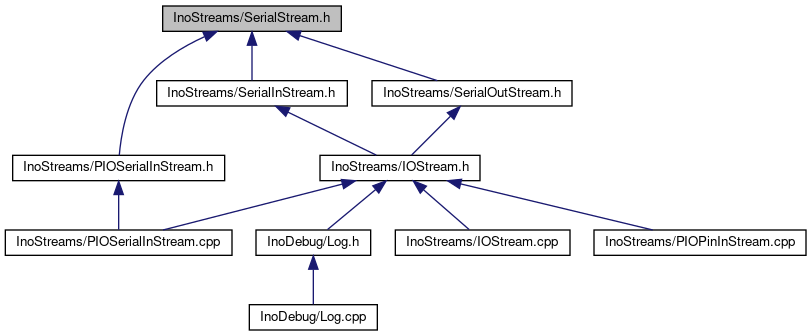 InoStreams/SerialStream.h
InoStreams/SerialInStream.h
InoStreams/SerialOutStream.h
InoStreams/PIOSerialInStream.h
InoStreams/IOStream.h
InoStreams/PIOSerialInStream.cpp
InoDebug/Log.h
InoStreams/IOStream.cpp
InoStreams/PIOPinInStream.cpp
InoDebug/Log.cpp